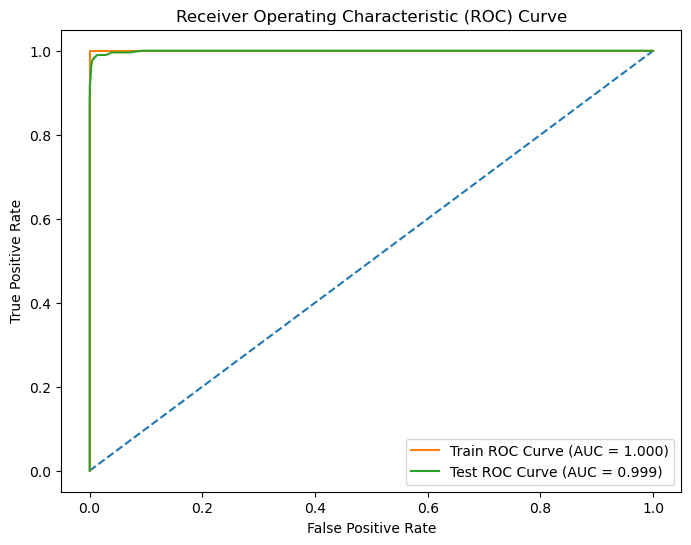 Receiver Operating Characteristic (ROC) Curve
True Positive Rate
1.0
0.8
0.6
0.4
0.2
0.0
Train ROC Curve (AUC = 1.000)
Test ROC Curve (AUC = 0.999)
0.0 0.2 0.4 0.6 0.8 1.0
False Positive Rate